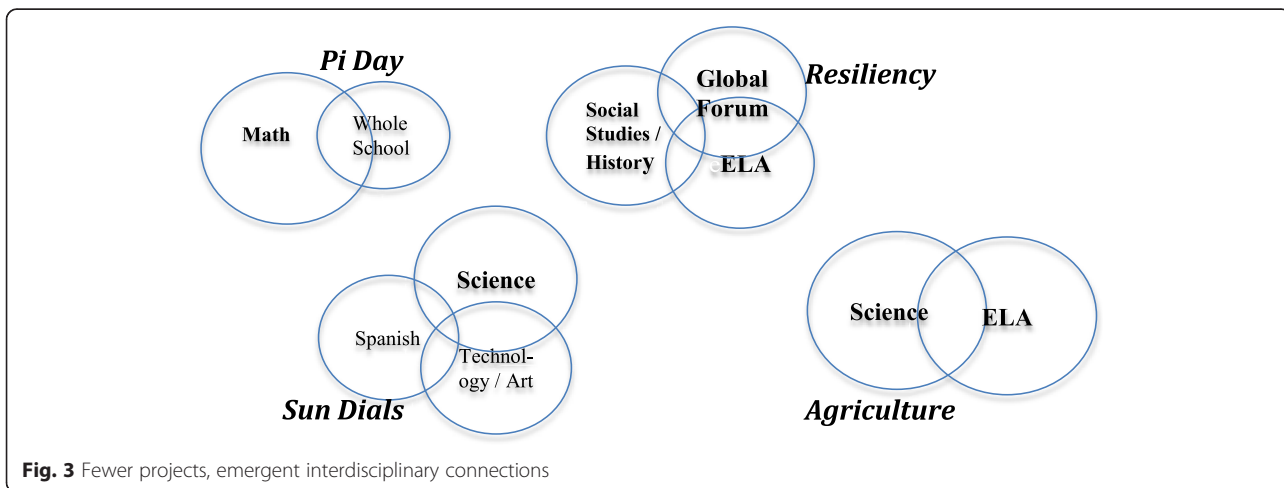 Pi Day
Math
Whole
School
Global
Forum
Resiliency
Social
Studies /
History
eELA
Science
Spanish
Technol-
ogy / Art
Sun Dials
Science
ELA
Agriculture
Fig. 3 Fewer projects, emergent interdisciplinary connections